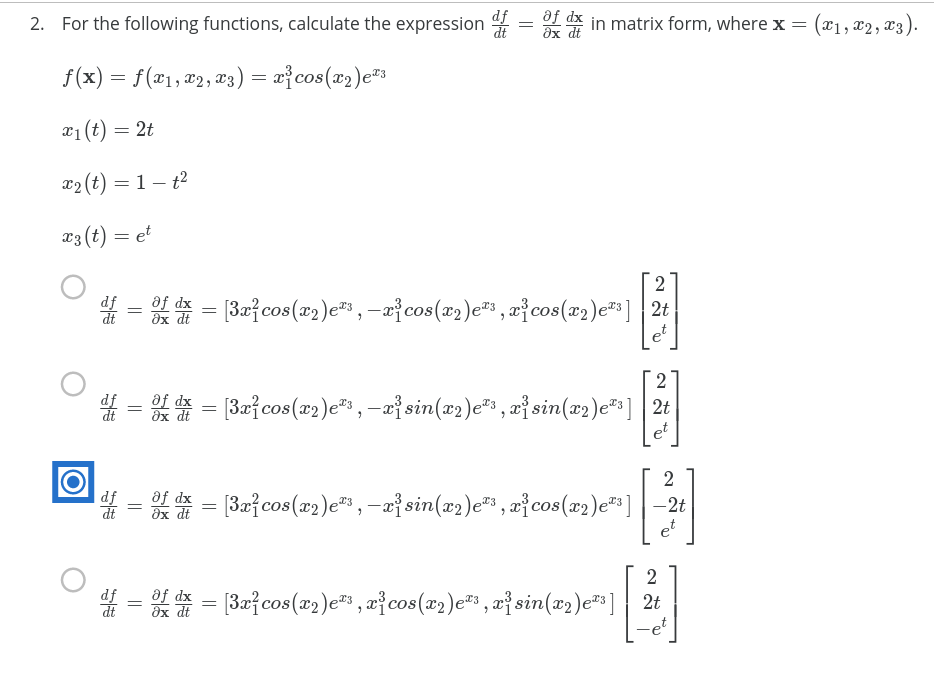 2. For the following functions, calculate the expression $\frac{df}{dt} = \frac{\partial f}{\partial \mathbf{x}} \frac{d\mathbf{x}}{dt}$ in matrix form, where $\mathbf{x} = (x_1, x_2, x_3)$.
$f(\mathbf{x}) = f(x_1, x_2, x_3) = x_1^3 cos(x_2)e^{x_3}$
$x_1(t) = 2t$
$x_2(t) = 1 - t^2$
$x_3(t) = e^t$
$\frac{df}{dt} = \frac{\partial f}{\partial \mathbf{x}} \frac{d\mathbf{x}}{dt} = [3x_1^2 cos(x_2)e^{x_3}, -x_1^3 cos(x_2)e^{x_3}, x_1^3 cos(x_2)e^{x_3}] \begin{bmatrix} 2 \\ 2t \\ e^t \end{bmatrix}$
$\frac{df}{dt} = \frac{\partial f}{\partial \mathbf{x}} \frac{d\mathbf{x}}{dt} = [3x_1^2 cos(x_2)e^{x_3}, -x_1^3 sin(x_2)e^{x_3}, x_1^3 sin(x_2)e^{x_3}] \begin{bmatrix} 2 \\ 2t \\ e^t \end{bmatrix}$
$\frac{df}{dt} = \frac{\partial f}{\partial \mathbf{x}} \frac{d\mathbf{x}}{dt} = [3x_1^2 cos(x_2)e^{x_3}, -x_1^3 sin(x_2)e^{x_3}, x_1^3 cos(x_2)e^{x_3}] \begin{bmatrix} 2 \\ -2t \\ e^t \end{bmatrix}$
$\frac{df}{dt} = \frac{\partial f}{\partial \mathbf{x}} \frac{d\mathbf{x}}{dt} = [3x_1^2 cos(x_2)e^{x_3}, x_1^3 cos(x_2)e^{x_3}, x_1^3 sin(x_2)e^{x_3}] \begin{bmatrix} 2 \\ 2t \\ -e^t \end{bmatrix}$